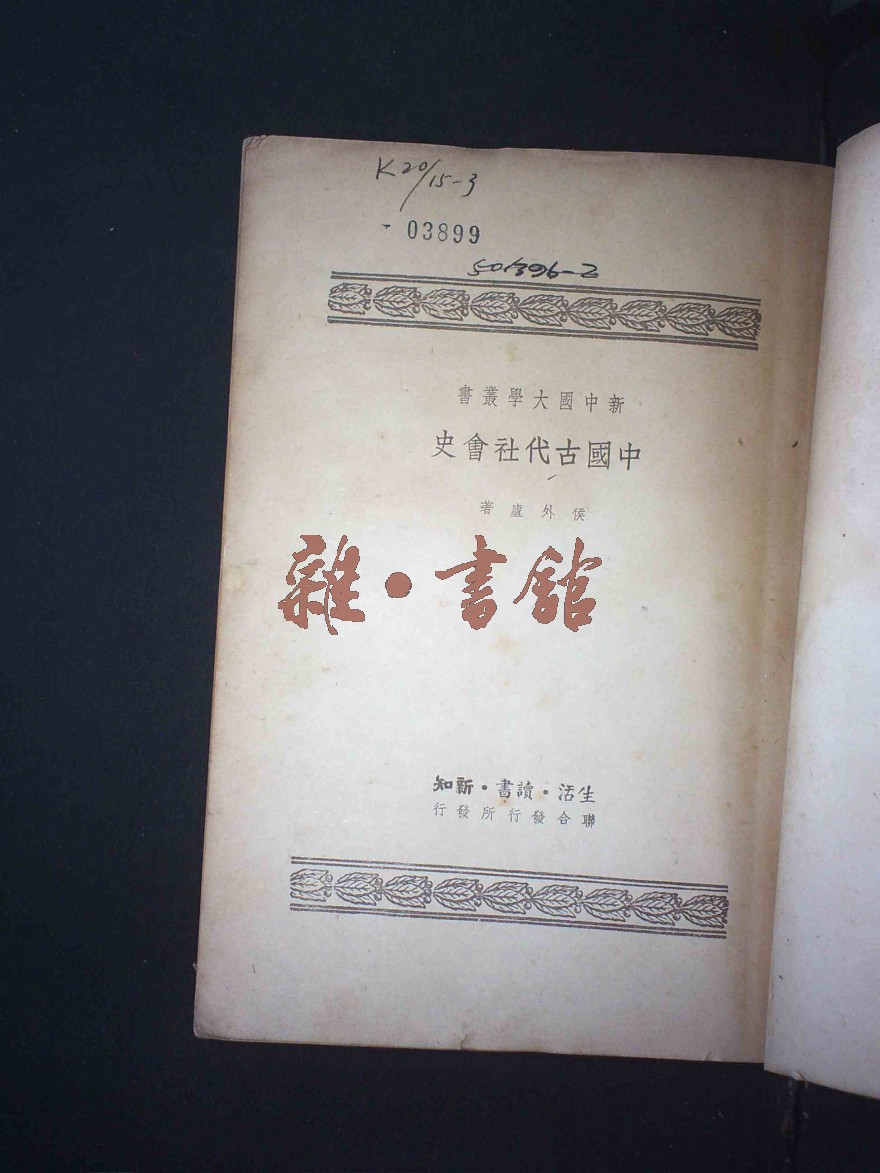 K20/15-3
03899
501396-2
新中國大學叢書
中國古代社會史
侯外廬著
雜•書館
生活•讀書•新知
聯合發行所發行